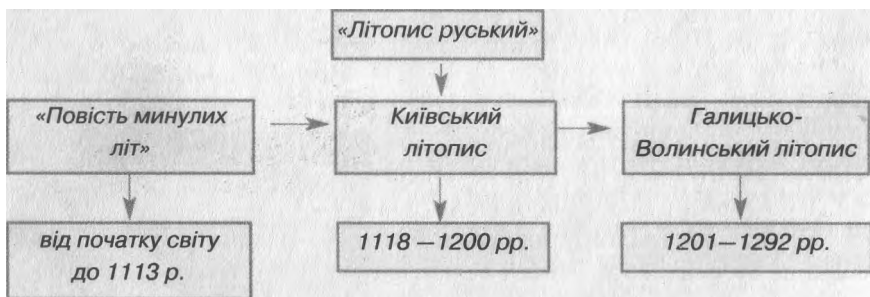 «Літопис руський»
«Повість минулих
літ»
Київський
літопис
Галицько-
Волинський літопис
від початку світу
до 1113 р.
1118 — 1200 рр.
1201— 1292 рр.